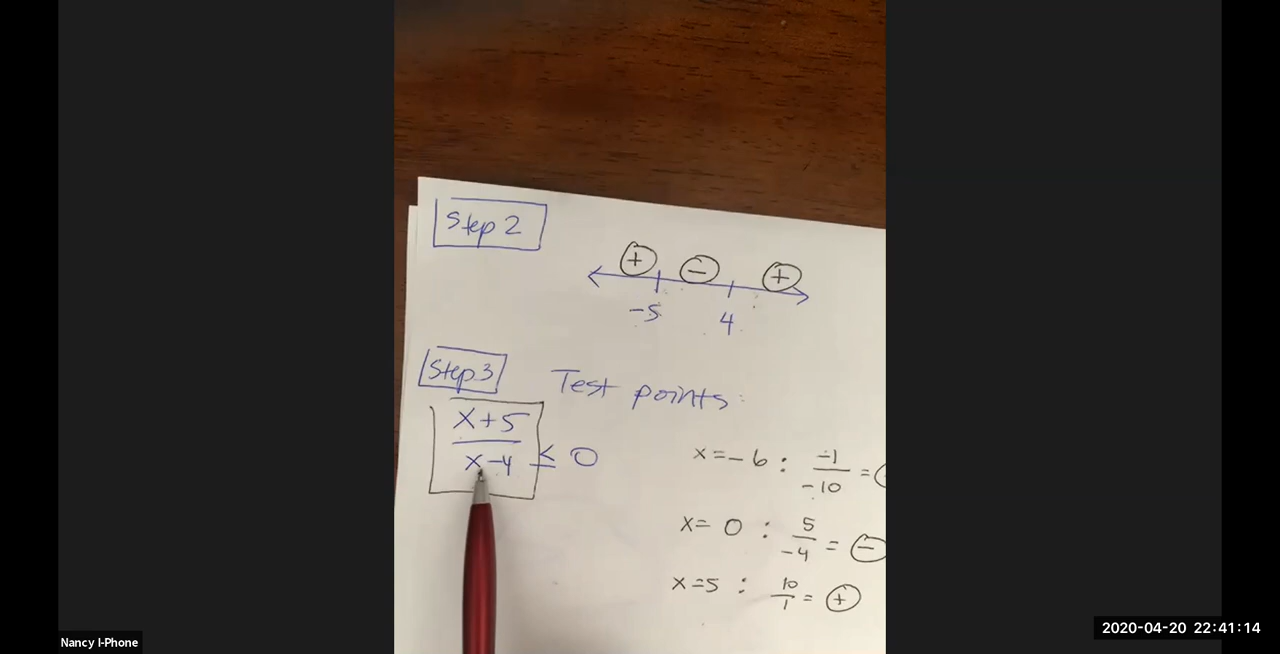 Step 2
+ - +
-5 4
Step 3 Test points:
x+5
x-4 ≤ 0
x=-6 : -1/-10 =
x= 0 : 5/-4 = -
x=5 : 10/1 = +
Nancy I-Phone
2020-04-20 22:41:14